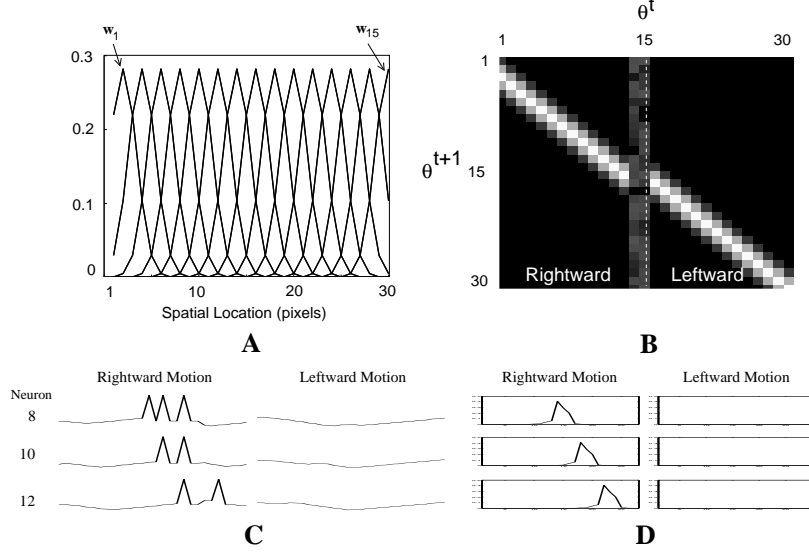 θt
w1
w15
1
15
30
0.3
0.2
0.1
0
1
10
20
30
Spatial Location (pixels)
A
1
15
30
θt+1
Rightward
Leftward
B
Rightward Motion
Leftward Motion
Neuron
8
10
12
C
Rightward Motion
Leftward Motion
D